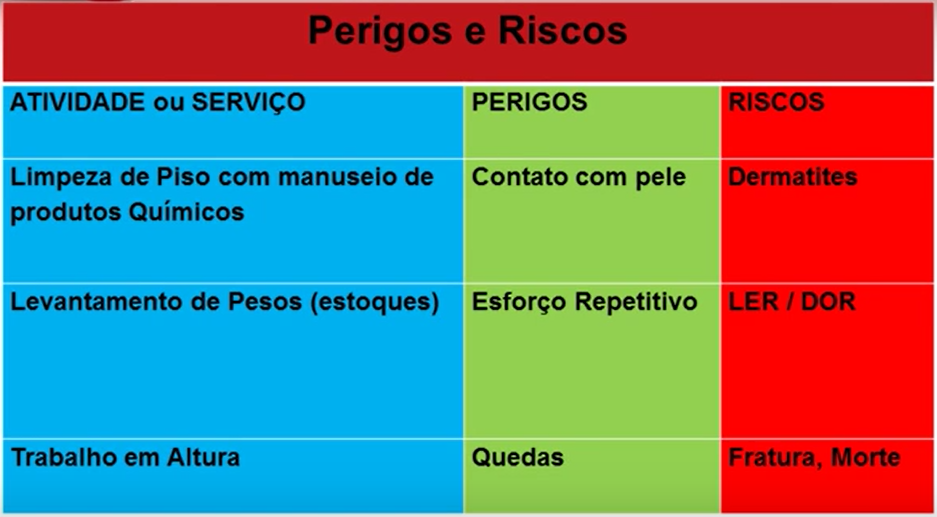 Perigos e Riscos
ATIVIDADE ou SERVIÇO
PERIGOS
RISCOS
Limpeza de Piso com manuseio de
produtos Químicos
Contato com pele
Dermatites
Levantamento de Pesos (estoques)
Esforço Repetitivo
LER / DOR
Trabalho em Altura
Quedas
Fratura, Morte